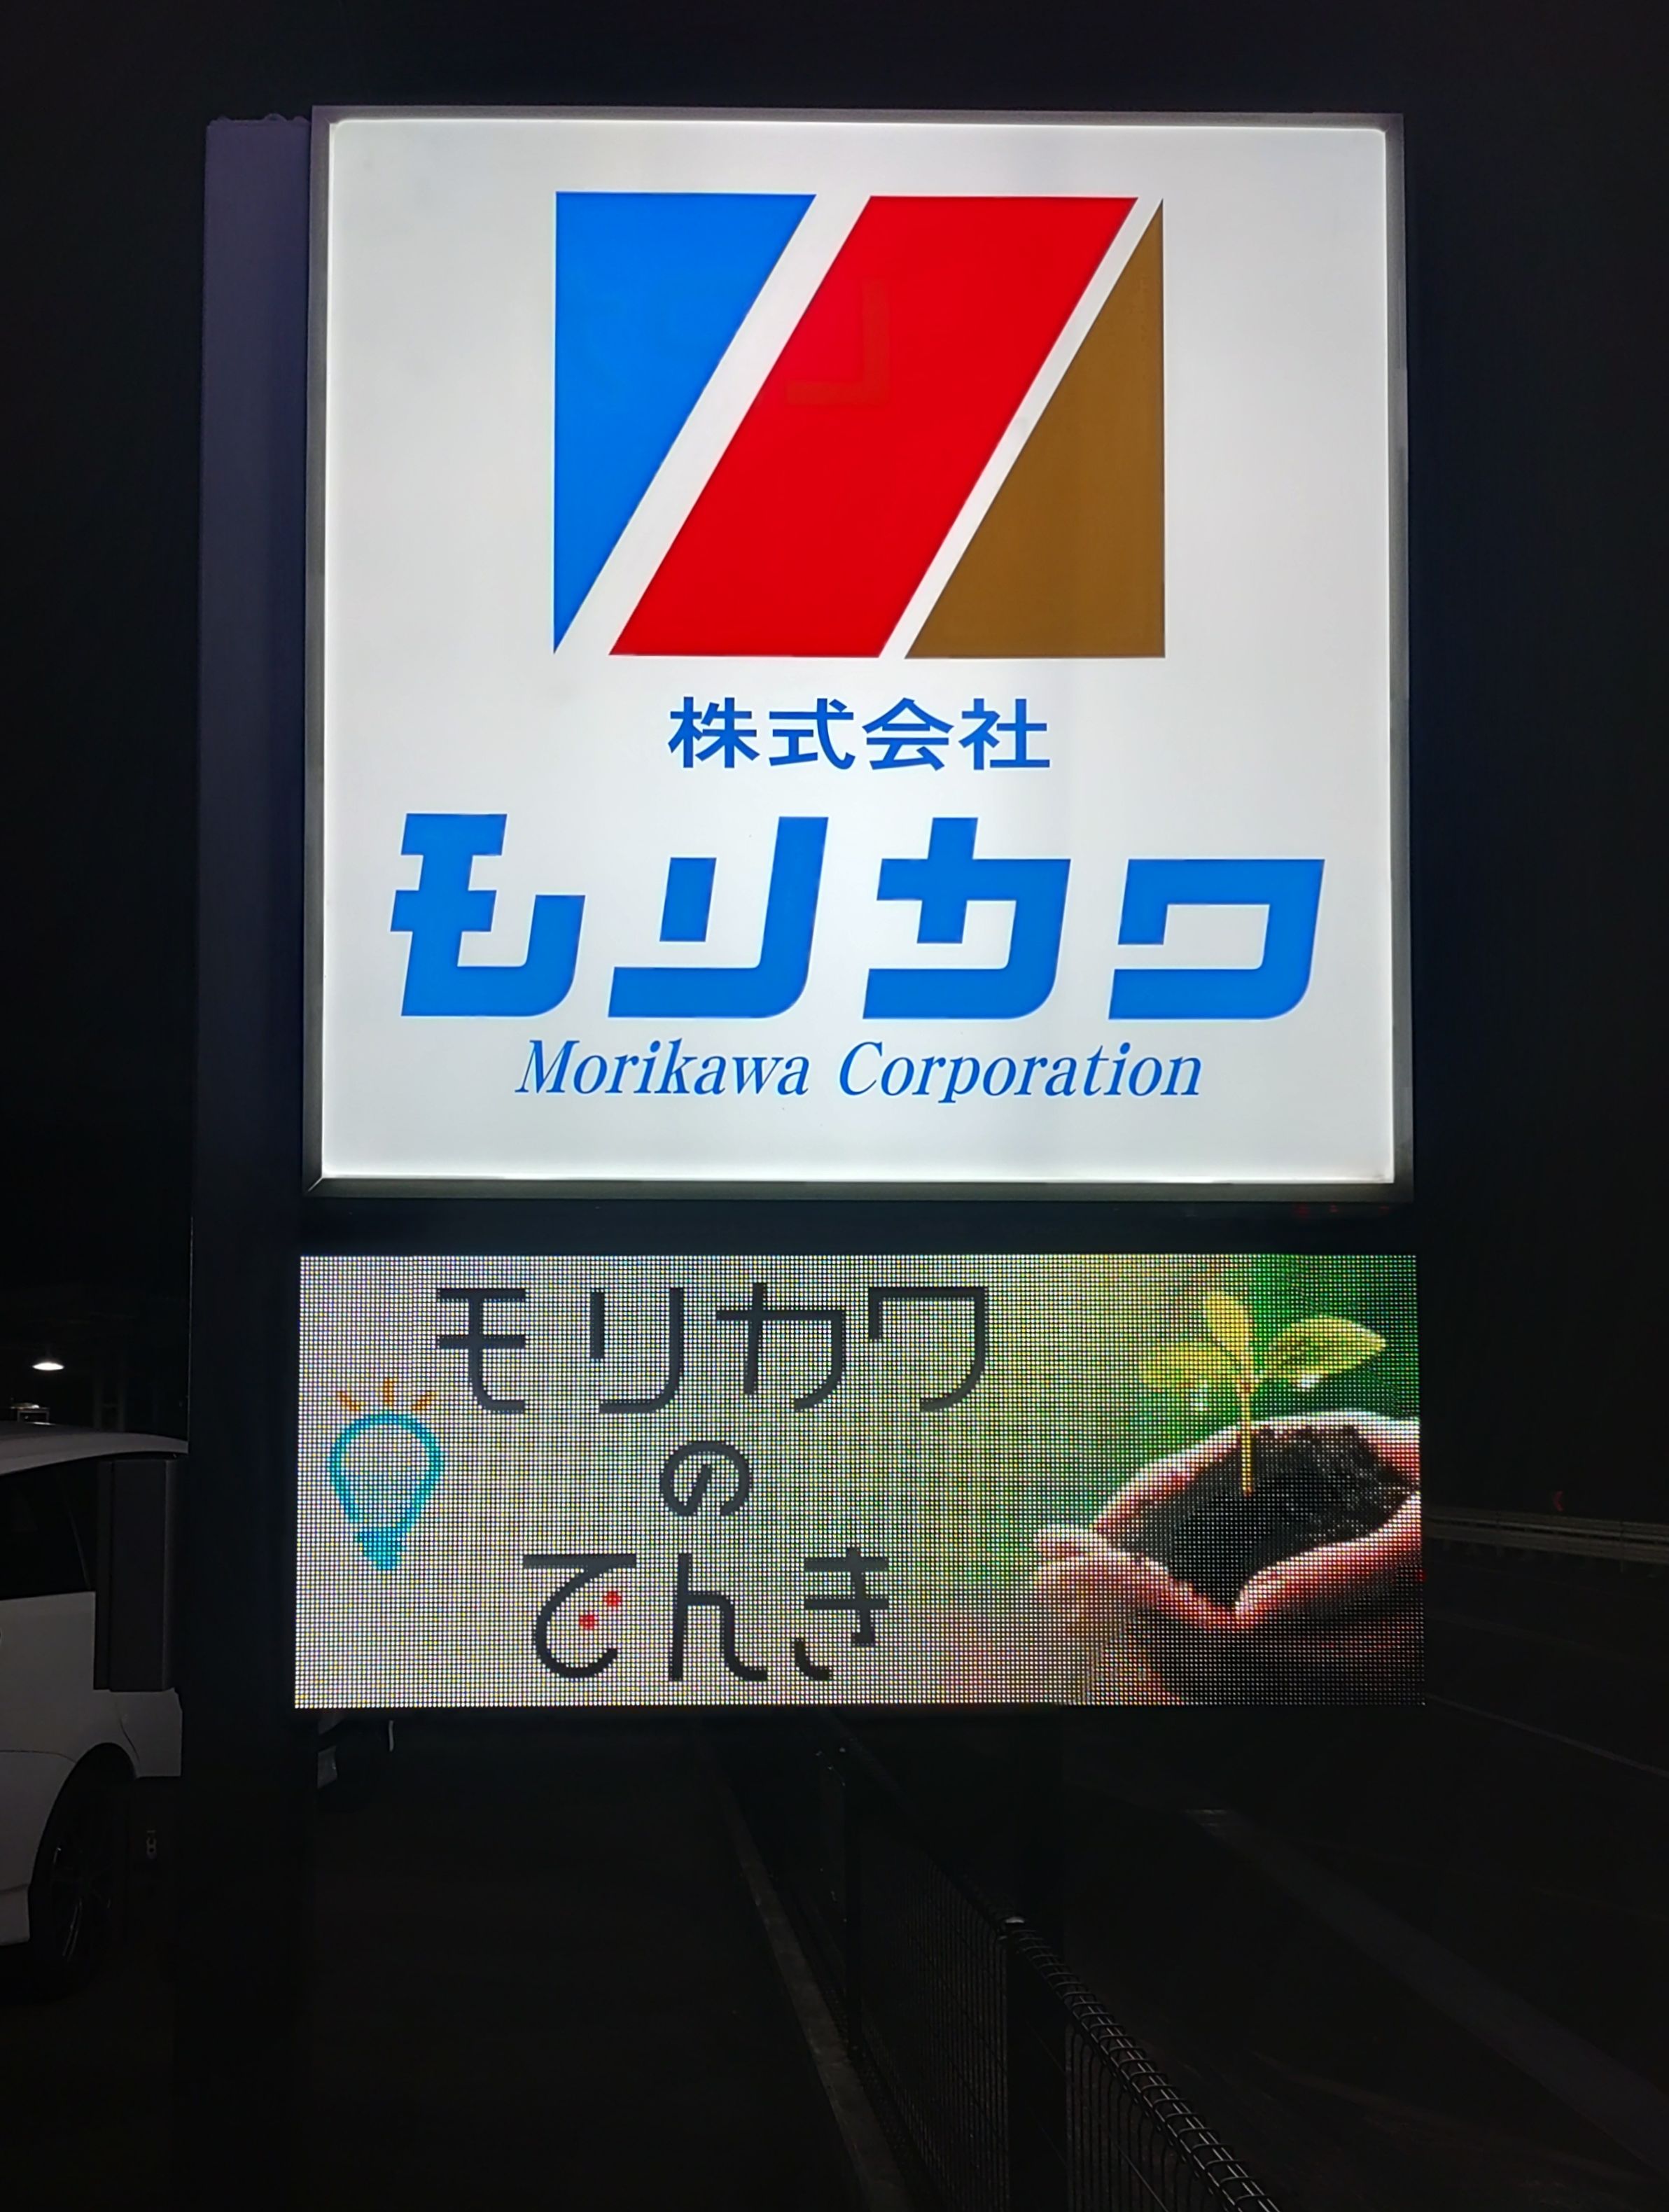 株式会社
モリカワ
Morikawa Corporation
モリカワ
の
でんき